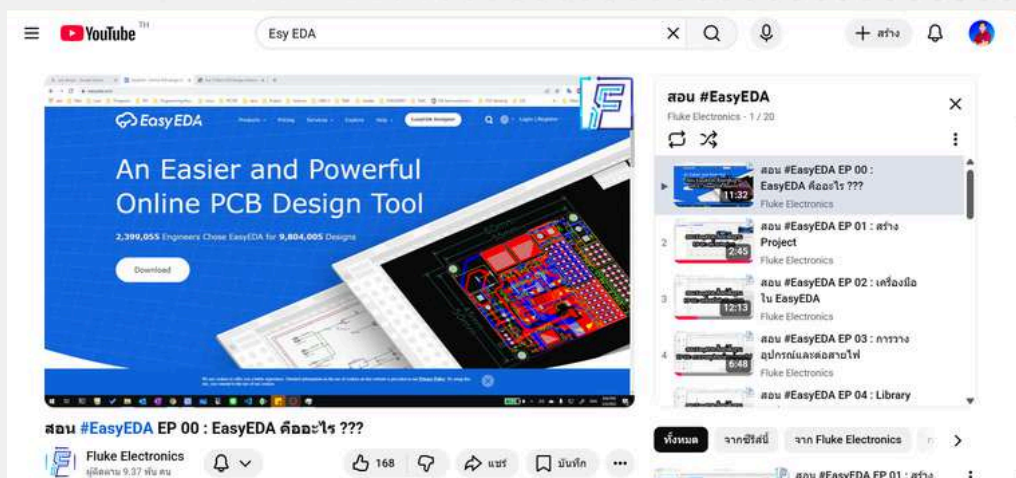 YouTube TH
Esy EDA
สร้าง
EasyEDA
Products
Pricing
Services
Explore
Help
EasyEDA Designer
Login | Register
An Easier and Powerful
Online PCB Design Tool
2,399,055 Engineers Chose EasyEDA for 9,804,005 Designs
Download
สอน #EasyEDA EP 00 : EasyEDA คืออะไร ???
Fluke Electronics
ผู้ติดตาม 9.37 พัน คน
168
แชร์
บันทึก
สอน #EasyEDA
Fluke Electronics - 1 / 20
11:32
สอน #EasyEDA EP 00 :
EasyEDA คืออะไร ???
Fluke Electronics
2
2:45
สอน #EasyEDA EP 01 : สร้าง
Project
Fluke Electronics
3
12:13
สอน #EasyEDA EP 02 : เครื่องมือ
ใน EasyEDA
Fluke Electronics
4
6:48
สอน #EasyEDA EP 03 : การวาง
อุปกรณ์และต่อสายไฟ
Fluke Electronics
สอน #EasyEDA EP 04 : Library
ทั้งหมด
จากซีรีส์นี้
จาก Fluke Electronics
สอน #EasyEDA EP 01 : สร้าง